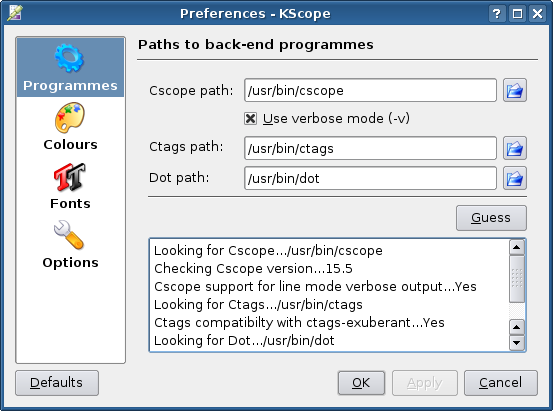 Preferences - KScope
Programmes
Colours
Fonts
Options
Paths to back-end programmes
Cscope path: /usr/bin/cscope
Use verbose mode (-v)
Ctags path: /usr/bin/ctags
Dot path: /usr/bin/dot
Guess
Looking for Cscope.../usr/bin/cscope
Checking Cscope version...15.5
Cscope support for line mode verbose output...Yes
Looking for Ctags.../usr/bin/ctags
Ctags compatibilty with ctags-exuberant...Yes
Looking for Dot.../usr/bin/dot
Defaults OK Apply Cancel